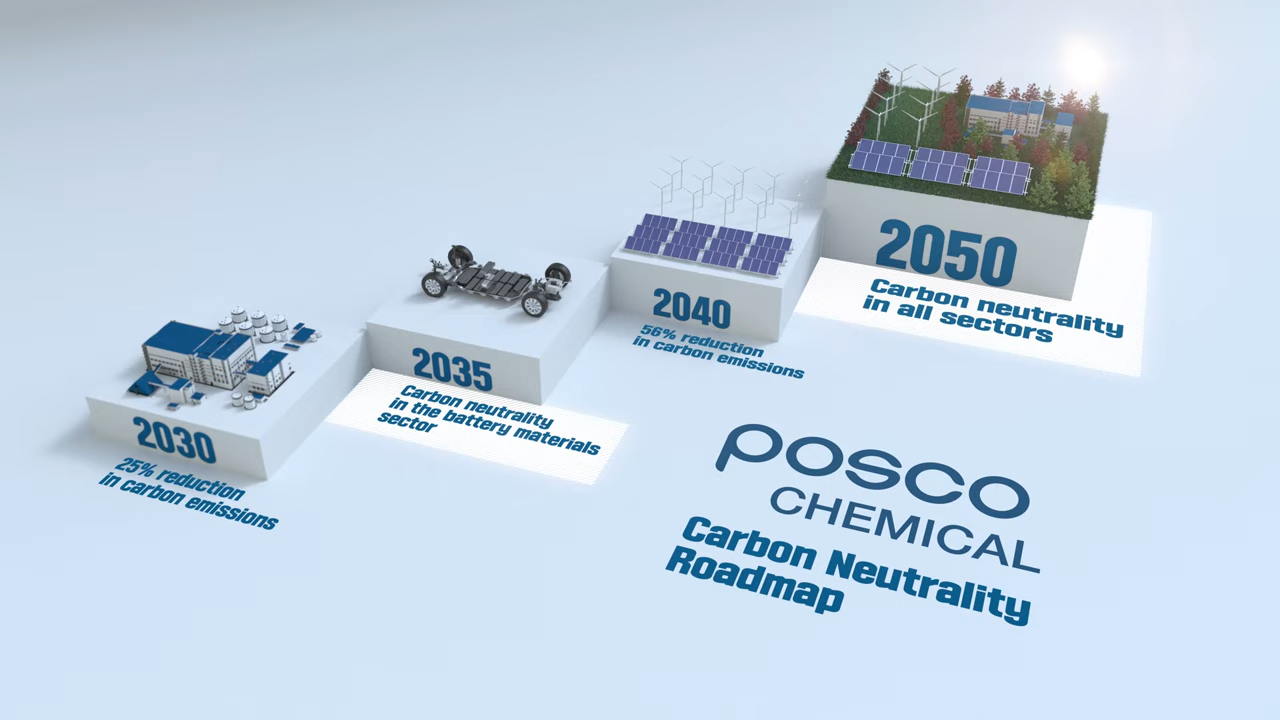 2030
25% reduction
in carbon emissions
2035
Carbon neutrality
in the battery materials
sector
2040
56% reduction
in carbon emissions
2050
Carbon neutrality
in all sectors
posco
CHEMICAL
Carbon Neutrality
Roadmap